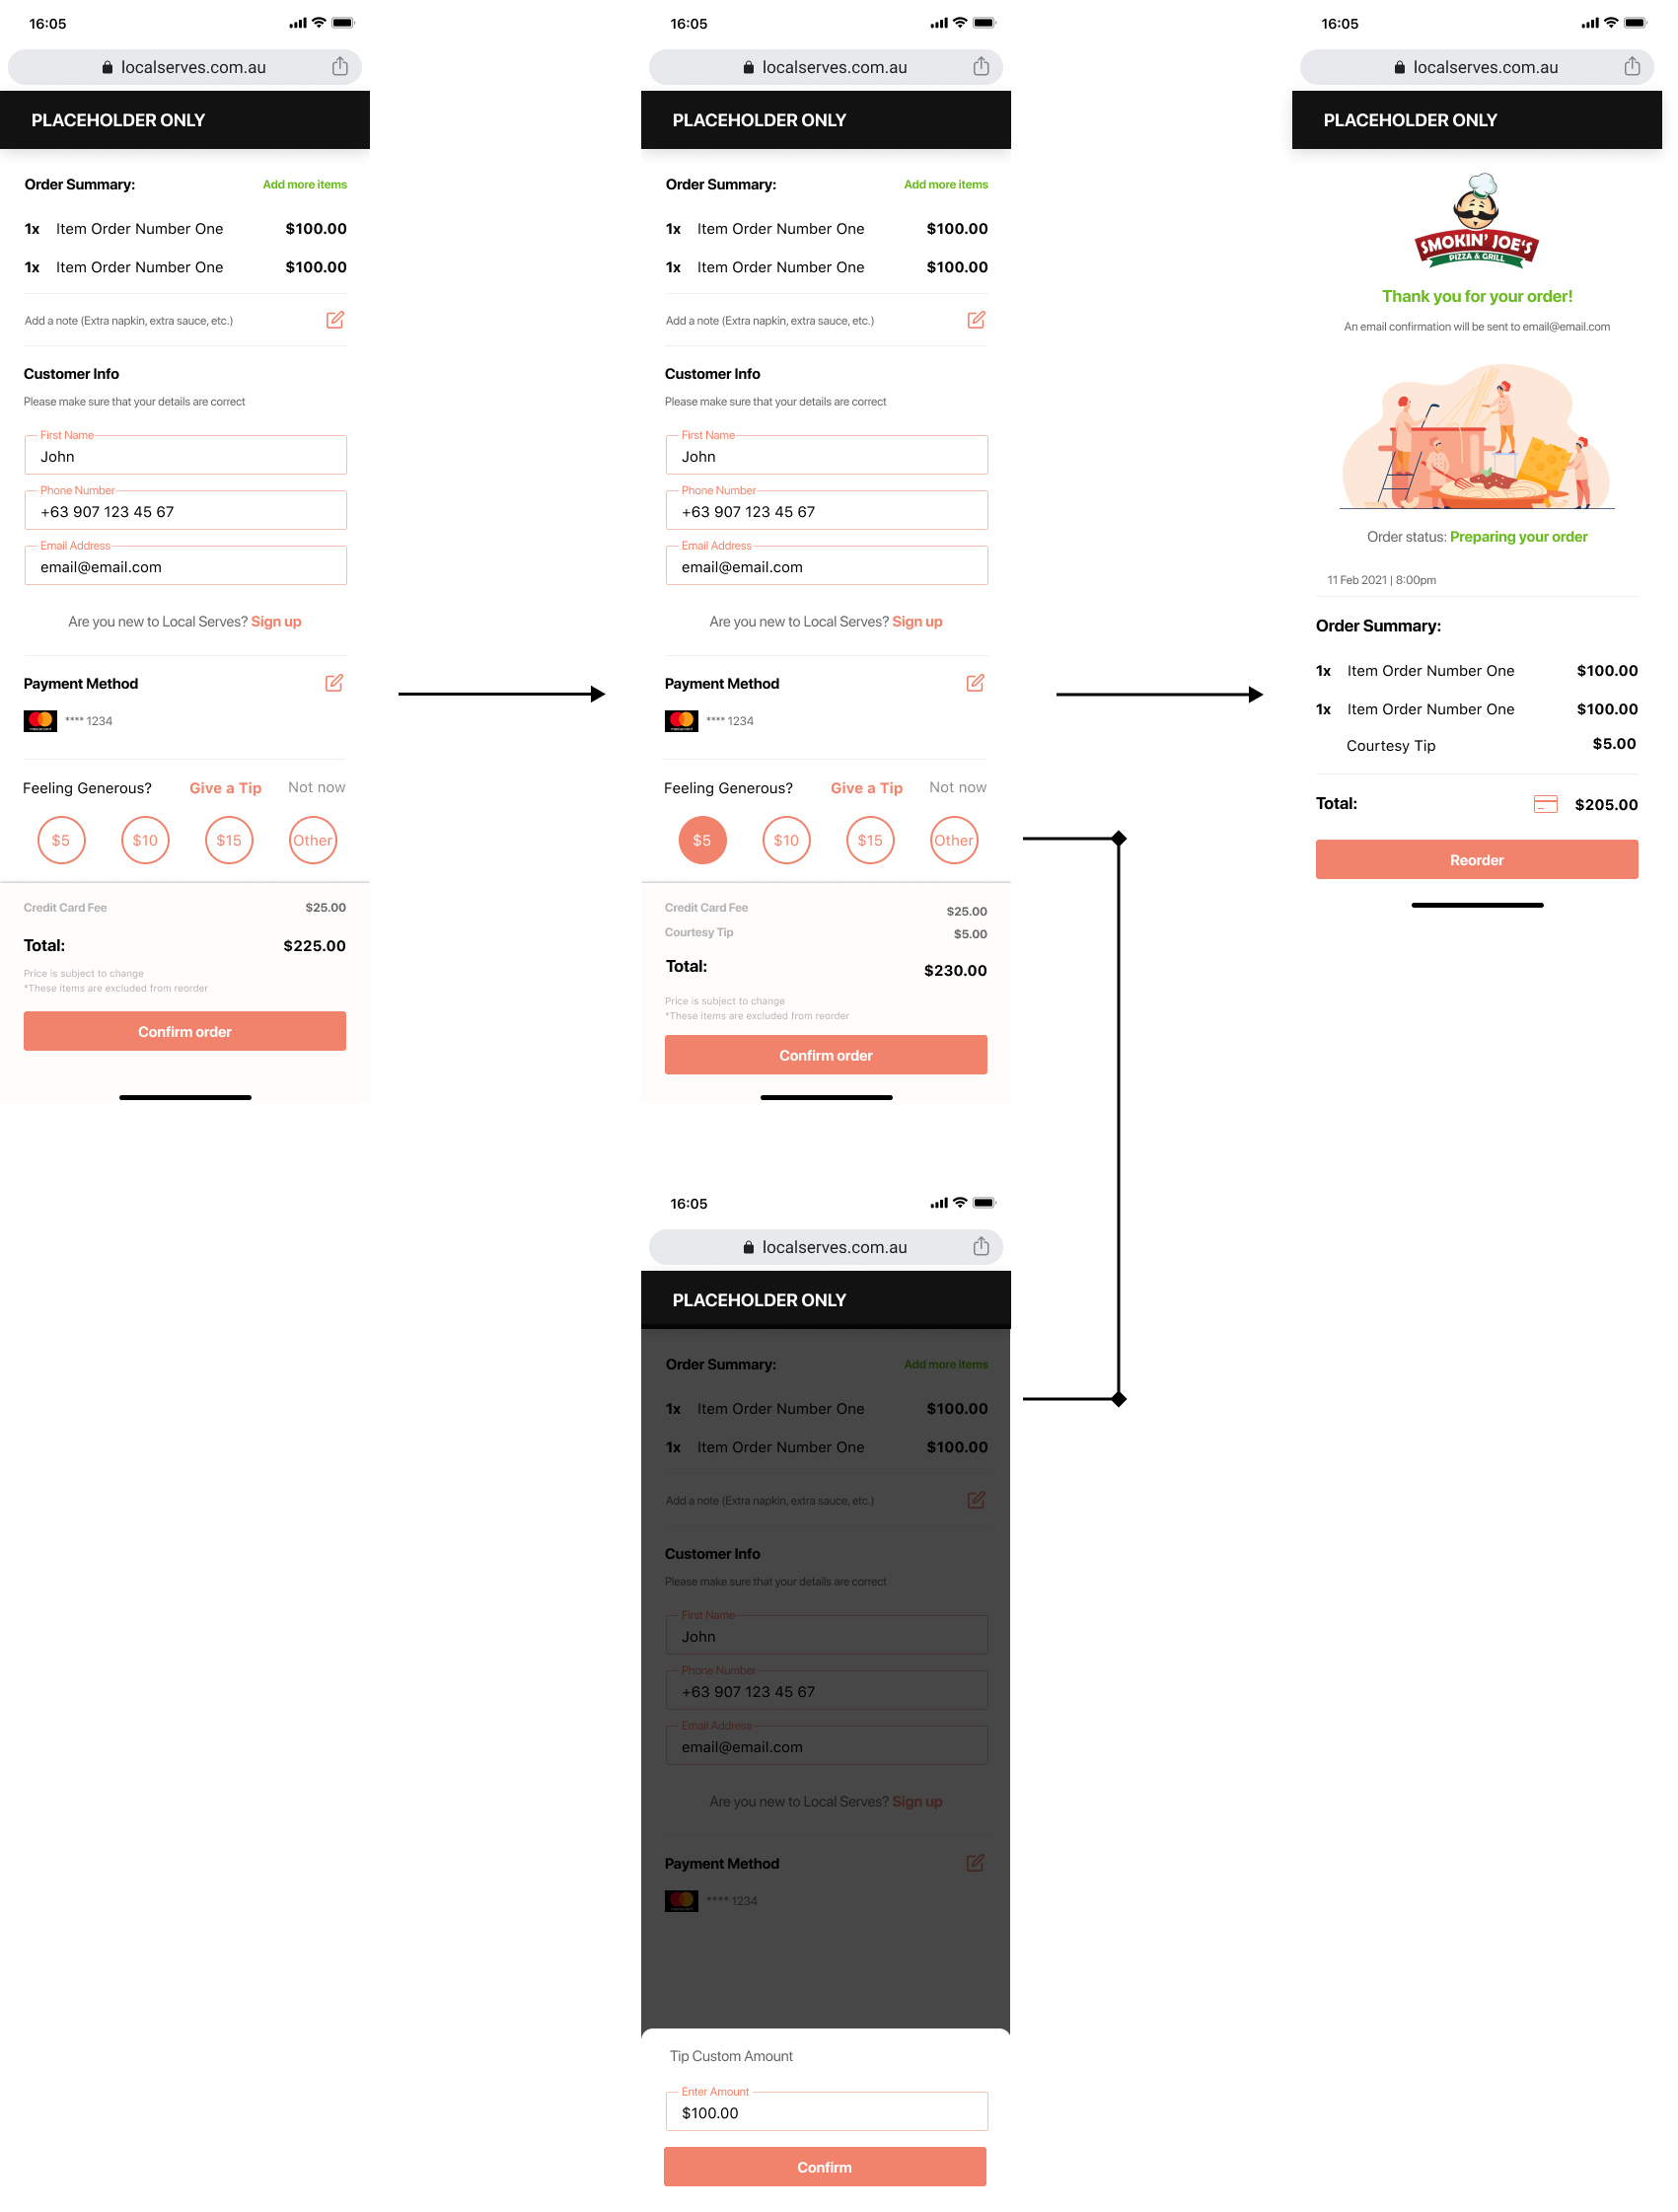 16:05
localserves.com.au
PLACEHOLDER ONLY
Order Summary: Add more items
1x Item Order Number One $100.00
1x Item Order Number One $100.00
Add a note (Extra napkin, extra sauce, etc.)
Customer Info
Please make sure that your details are correct
First Name
John
Phone Number
+63 907 123 45 67
Email Address
email@email.com
Are you new to Local Serves? Sign up
Payment Method
**** 1234
Feeling Generous? Give a Tip Not now
$5 $10 $15 Other
Credit Card Fee $25.00
Total: $225.00
Price is subject to change
*These items are excluded from reorder
Confirm order
16:05
localserves.com.au
PLACEHOLDER ONLY
Order Summary: Add more items
1x Item Order Number One $100.00
1x Item Order Number One $100.00
Add a note (Extra napkin, extra sauce, etc.)
Customer Info
Please make sure that your details are correct
First Name
John
Phone Number
+63 907 123 45 67
Email Address
email@email.com
Are you new to Local Serves? Sign up
Payment Method
**** 1234
Feeling Generous? Give a Tip Not now
$5 $10 $15 Other
Credit Card Fee $25.00
Courtesy Tip $5.00
Total: $230.00
Price is subject to change
*These items are excluded from reorder
Confirm order
16:05
localserves.com.au
PLACEHOLDER ONLY
SMOKIN' JOE'S
PIZZA & GRILL
Thank you for your order!
An email confirmation will be sent to email@email.com
Order status: Preparing your order
11 Feb 2021 | 8:00pm
Order Summary:
1x Item Order Number One $100.00
1x Item Order Number One $100.00
Courtesy Tip $5.00
Total: $205.00
Reorder
16:05
localserves.com.au
PLACEHOLDER ONLY
Order Summary: Add more items
1x Item Order Number One $100.00
1x Item Order Number One $100.00
Add a note (Extra napkin, extra sauce, etc.)
Customer Info
Please make sure that your details are correct
First Name
John
Phone Number
+63 907 123 45 67
Email Address
email@email.com
Are you new to Local Serves? Sign up
Payment Method
**** 1234
Tip Custom Amount
Enter Amount
$100.00
Confirm